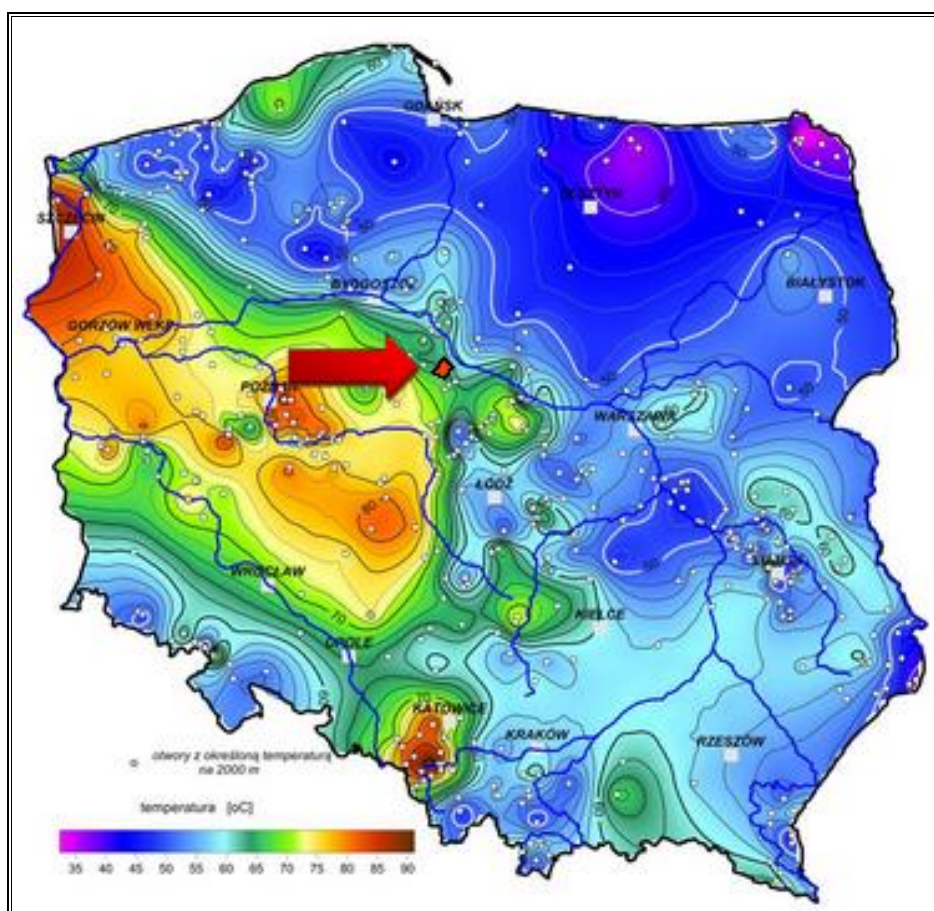 GDAŃSK
OLSZTYN
SZCZECIN
BYDGOSZCZ
BIAŁYSTOK
GORZÓW WLKP.
POZNAŃ
WARSZAWA
ŁÓDŹ
WROCŁAW
LUBLIN
KIELCE
OPOLE
KATOWICE
KRAKÓW
RZESZÓW
otwory z określoną temperaturą
na 2000 m
temperatura [oC]
35 40 45 50 55 60 65 70 75 80 85 90